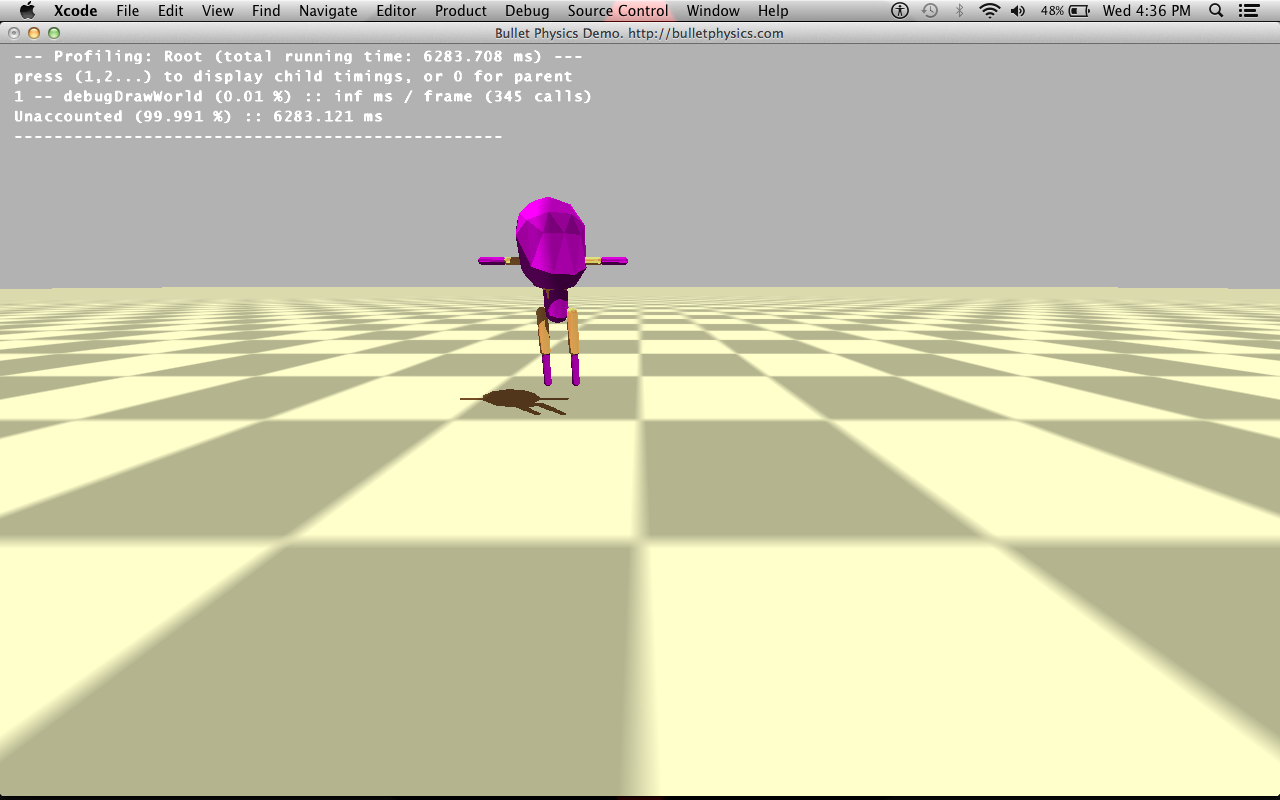 Xcode File Edit View Find Navigate Editor Product Debug Source Control Window Help 48% Wed 4:36 PM
Bullet Physics Demo. http://bulletphysics.com
--- Profiling: Root (total running time: 6283.708 ms) ---
press (1,2...) to display child timings, or 0 for parent
1 -- debugDrawWorld (0.01 %) :: inf ms / frame (345 calls)
Unaccounted (99.991 %) :: 6283.121 ms
-------------------------------------------------